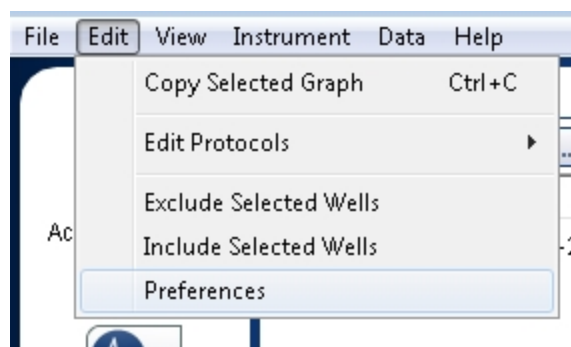 File Edit View Instrument Data Help
Copy Selected Graph Ctrl+C
Edit Protocols
Exclude Selected Wells
Ac
Include Selected Wells
Preferences